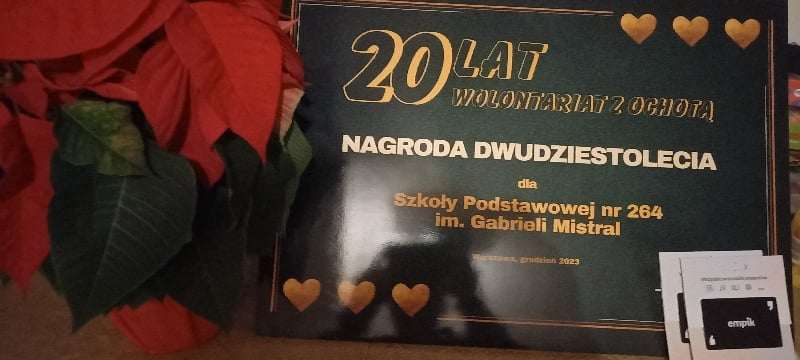 20 LAT
WOLONTARIAT Z OCHOTĄ
NAGRODA DWUDZIESTOLECIA
dla
Szkoły Podstawowej nr 264
im. Gabrieli Mistral
Warszawa, grudzień 2023
empik